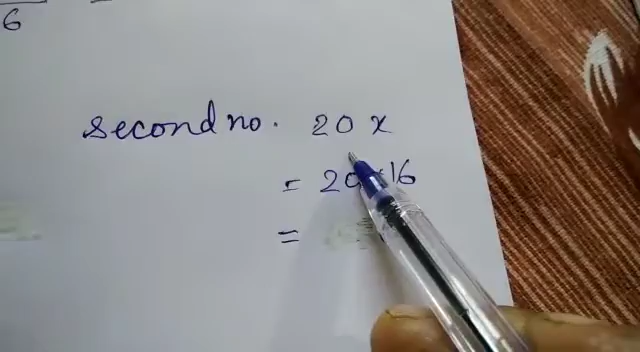 6 =
second no. 20 x
= 20 × 16
=